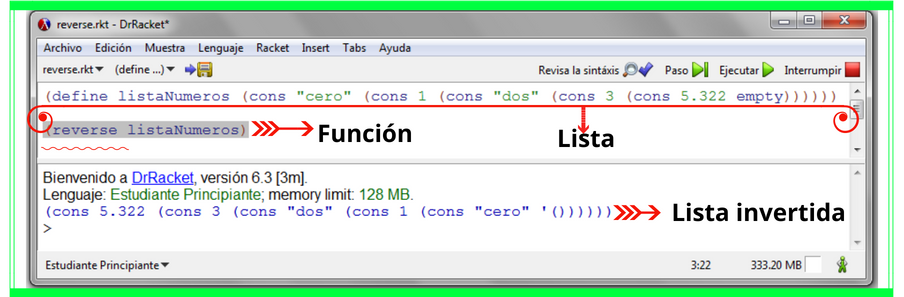 reverse.rkt - DrRacket*
Archivo Edición Muestra Lenguaje Racket Insert Tabs Ayuda
reverse.rkt (define ...) Revisa la sintáxis Paso Ejecutar Interrumpir
(define listaNumeros (cons "cero" (cons 1 (cons "dos" (cons 3 (cons 5.322 empty))))))
(reverse listaNumeros) Función Lista
Bienvenido a DrRacket, versión 6.3 [3m].
Lenguaje: Estudiante Principiante; memory limit: 128 MB.
(cons 5.322 (cons 3 (cons "dos" (cons 1 (cons "cero" '()))))) Lista invertida
>
Estudiante Principiante 3:22 333.20 MB